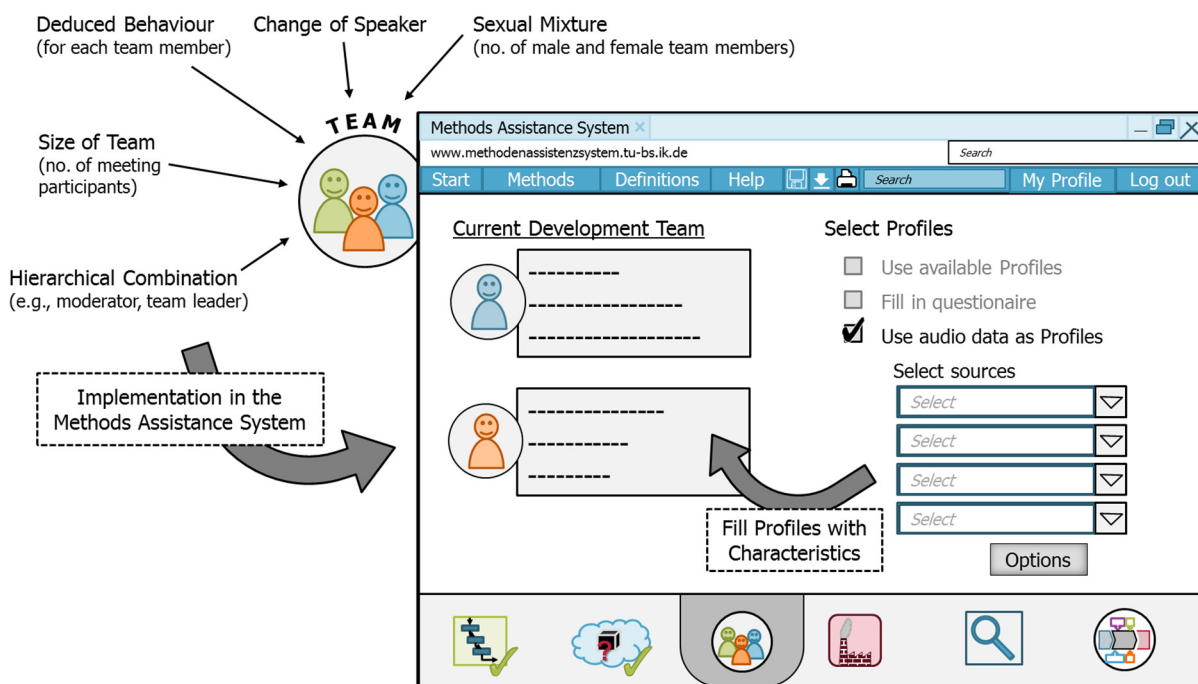 Deduced Behaviour
(for each team member)
Change of Speaker
Sexual Mixture
(no. of male and female team members)
Size of Team
(no. of meeting
participants)
Hierarchical Combination
(e.g., moderator, team leader)
TEAM
Implementation in the
Methods Assistance System
Methods Assistance System ×
www.methodenassistenzsystem.tu-bs.ik.de
Search
Start
Methods
Definitions
Help
Search
My Profile
Log out
Current Development Team
Select Profiles
Use available Profiles
Fill in questionaire
Use audio data as Profiles
Select sources
Select
Select
Select
Select
Options
Fill Profiles with
Characteristics
?